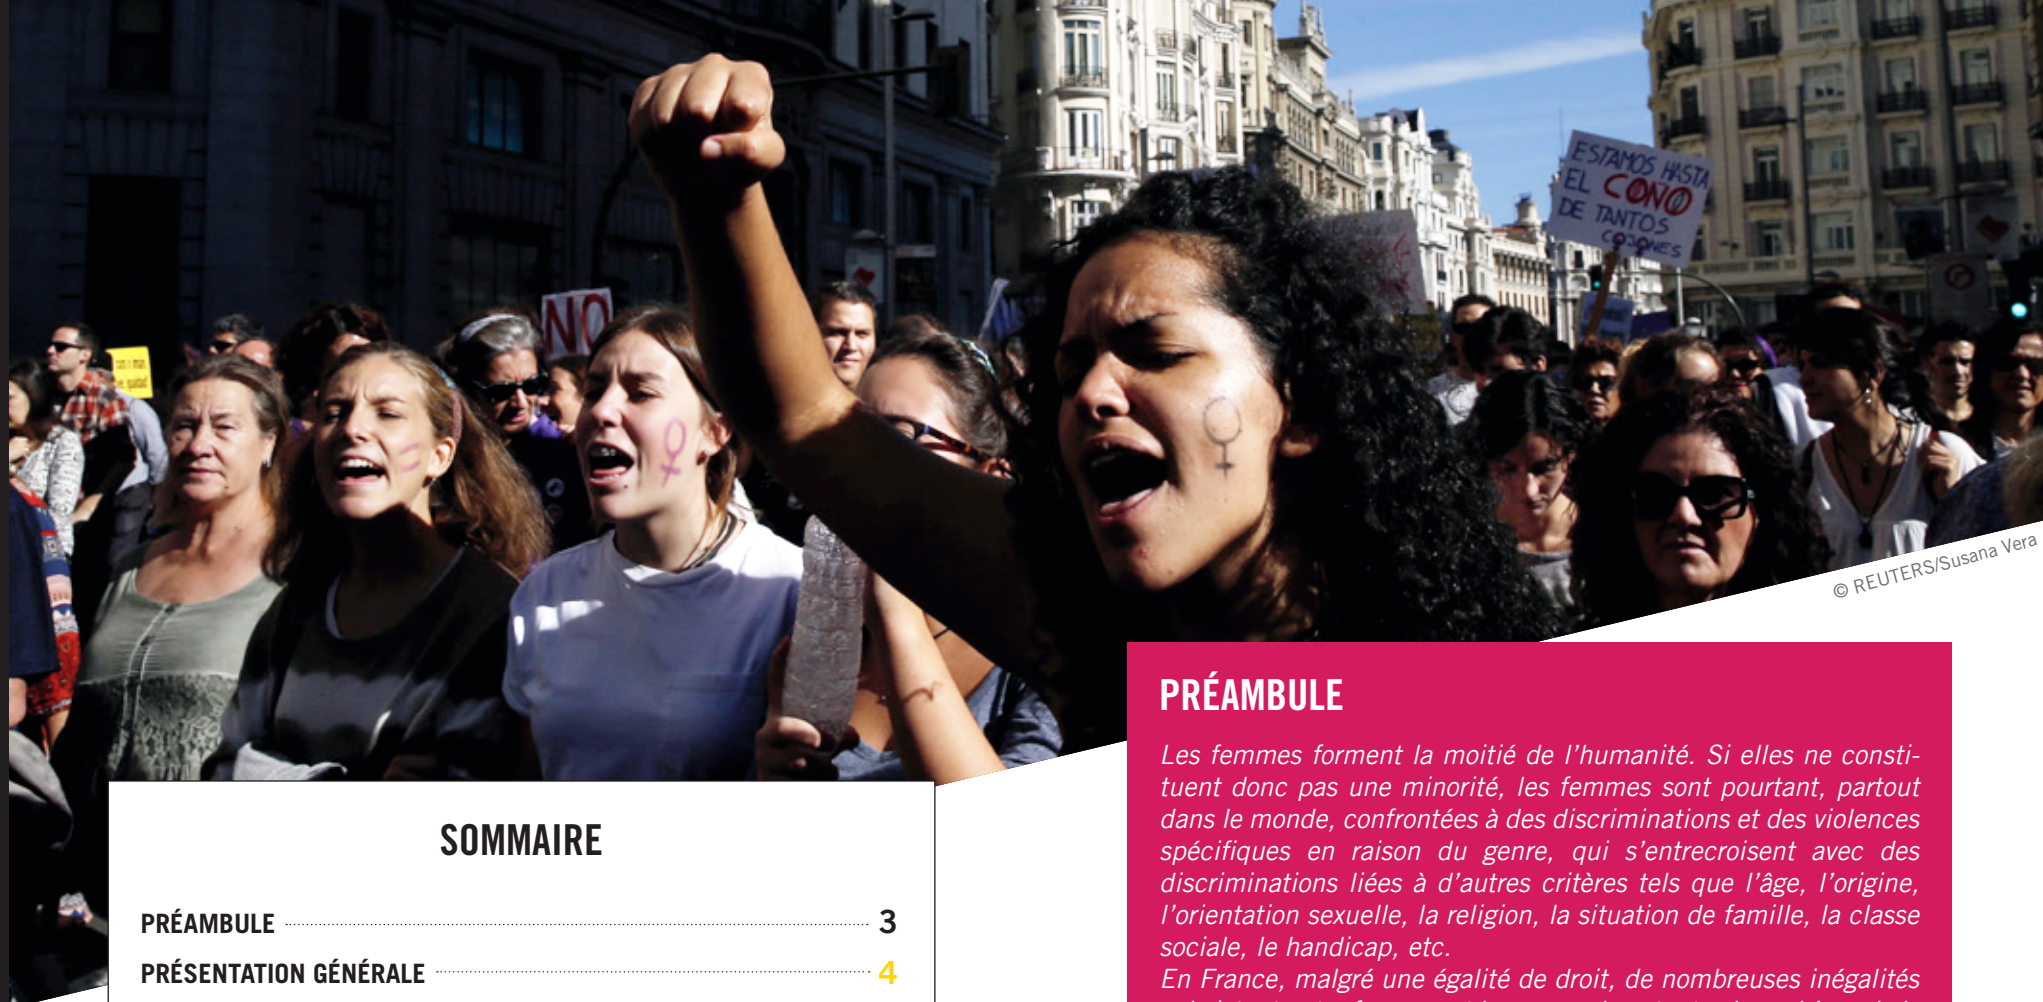 NO
ESTAMOS HASTA
EL COÑO
DE TANTOS
COJONES
© REUTERS/Susana Vera
SOMMAIRE
PRÉAMBULE 3
PRÉSENTATION GÉNÉRALE 4
PRÉAMBULE
Les femmes forment la moitié de l’humanité. Si elles ne consti-
tuent donc pas une minorité, les femmes sont pourtant, partout
dans le monde, confrontées à des discriminations et des violences
spécifiques en raison du genre, qui s’entrecroisent avec des
discriminations liées à d’autres critères tels que l’âge, l’origine,
l’orientation sexuelle, la religion, la situation de famille, la classe
sociale, le handicap, etc.
En France, malgré une égalité de droit, de nombreuses inégalités